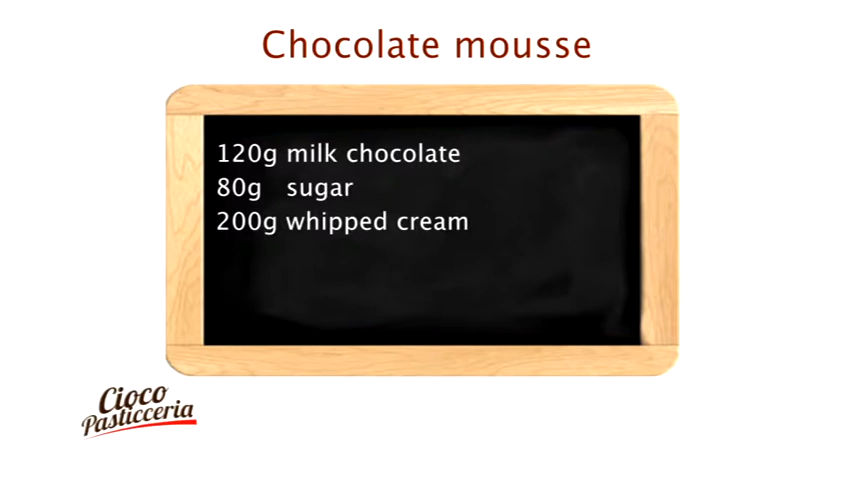 Chocolate mousse
120g milk chocolate
80g sugar
200g whipped cream
Cioco
Pasticceria